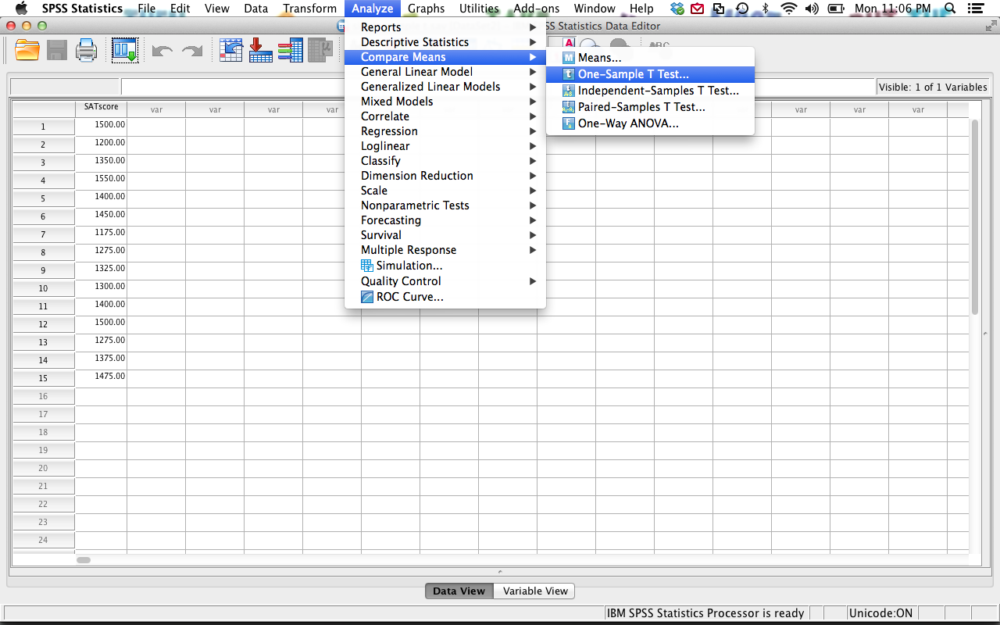 SPSS Statistics File Edit View Data Transform Analyze Graphs Utilities Add-ons Window Help Mon 11:06 PM
SS Statistics Data Editor
Reports
Descriptive Statistics
Compare Means
General Linear Model
Generalized Linear Models
Mixed Models
Correlate
Regression
Loglinear
Classify
Dimension Reduction
Scale
Nonparametric Tests
Forecasting
Survival
Multiple Response
Simulation...
Quality Control
ROC Curve...
Means...
One-Sample T Test...
Independent-Samples T Test...
Paired-Samples T Test...
One-Way ANOVA...
Visible: 1 of 1 Variables
SATscore var var var var var var var var var
1 1500.00
2 1200.00
3 1350.00
4 1550.00
5 1400.00
6 1450.00
7 1175.00
8 1275.00
9 1325.00
10 1300.00
11 1400.00
12 1500.00
13 1275.00
14 1375.00
15 1475.00
16
17
18
19
20
21
22
23
24
Data View Variable View
IBM SPSS Statistics Processor is ready Unicode:ON